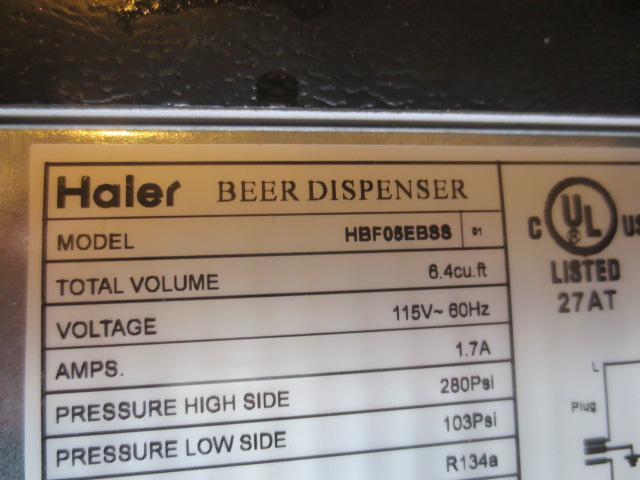 Haier BEER DISPENSER
MODEL HBF05EBSS 01
TOTAL VOLUME 6.4cu.ft
VOLTAGE 115V~ 60Hz
AMPS. 1.7A
PRESSURE HIGH SIDE 280Psi
PRESSURE LOW SIDE 103Psi
R134a
C UL US
®
LISTED
27AT
L
Plug